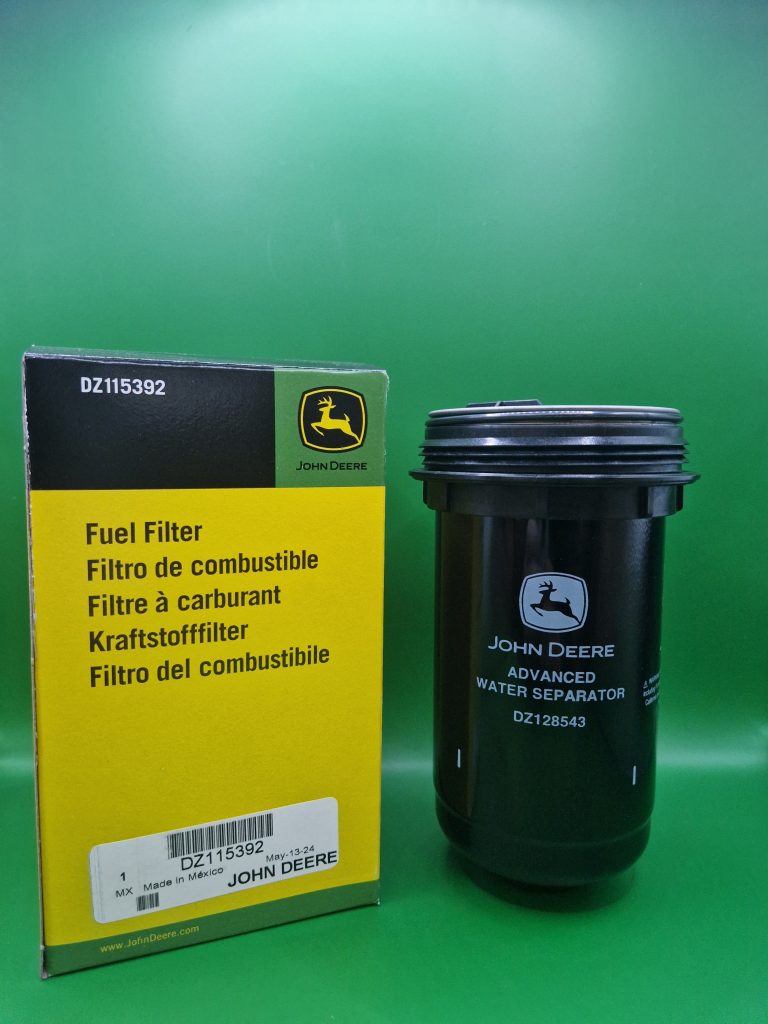 DZ115392
JOHN DEERE
Fuel Filter
Filtro de combustible
Filtre à carburant
Kraftstofffilter
Filtro del combustibile
DZ115392
1
May-13-24
MX Made in México
JOHN DEERE
www.JohnDeere.com
JOHN DEERE
ADVANCED
WATER SEPARATOR
DZ128543